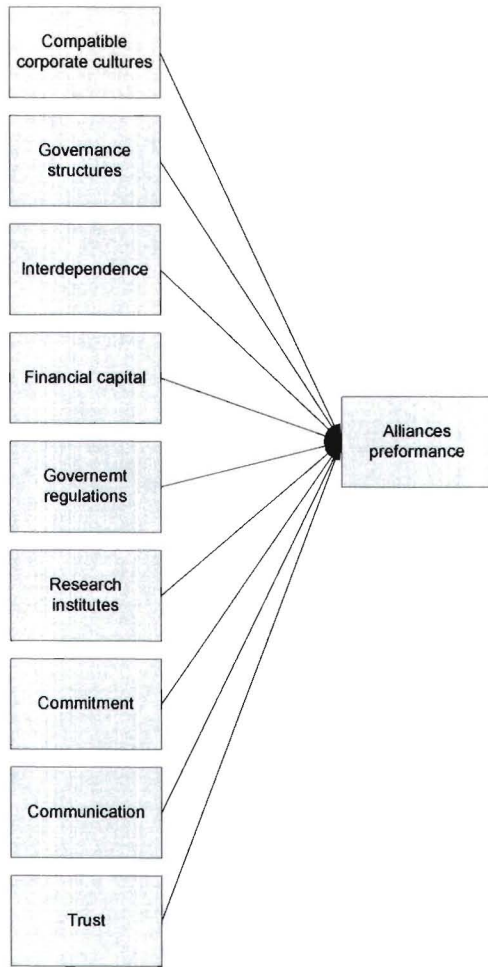 Compatible
corporate cultures
Governance
structures
Interdependence
Financial capital
Governemt
regulations
Research
institutes
Commitment
Communication
Trust
Alliances
preformance